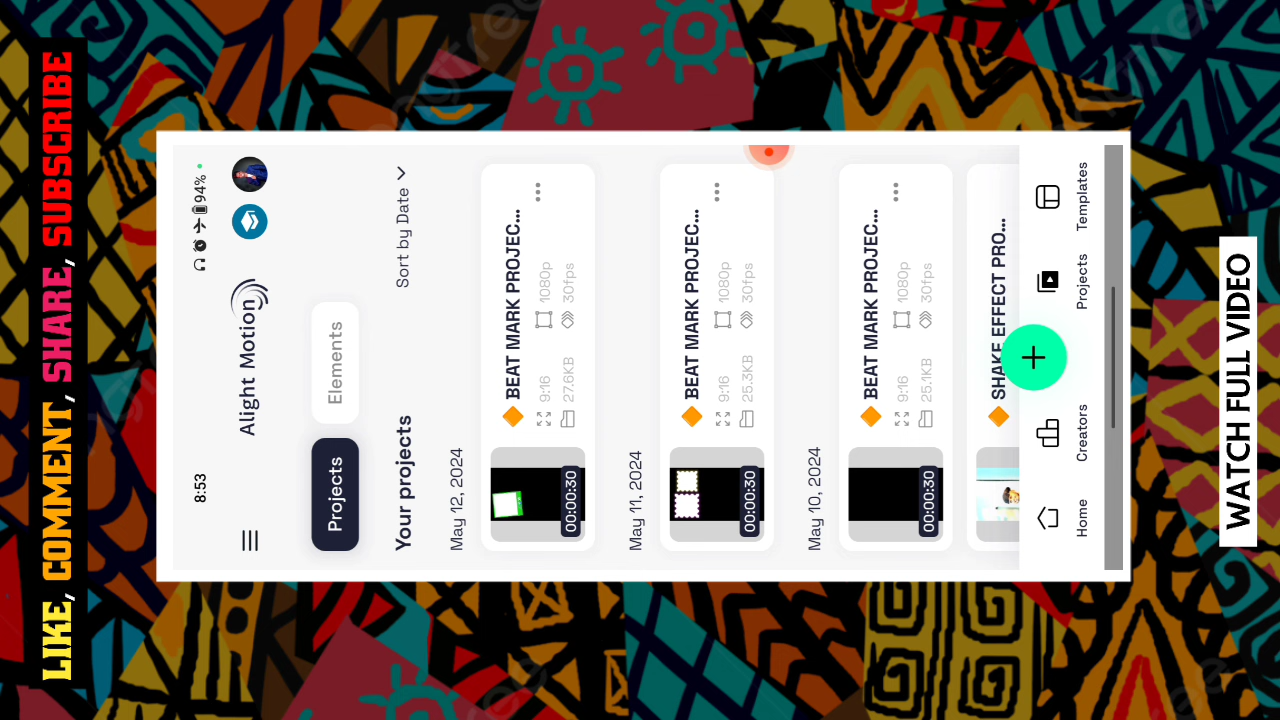 LIKE, COMMENT, SHARE, SUBSCRIBE
8:53
94%
Alight Motion
Projects
Elements
Your projects
Sort by Date
May 12, 2024
00:00:30
🔶 BEAT MARK PROJEC...
9:16
1080p
27.6KB
30fps
May 11, 2024
00:00:30
🔶 BEAT MARK PROJEC...
9:16
1080p
25.3KB
30fps
May 10, 2024
00:00:30
🔶 BEAT MARK PROJEC...
9:16
1080p
25.1KB
30fps
🔶 SHAKE EFFECT PRO...
Home
Creators
Projects
Templates
WATCH FULL VIDEO